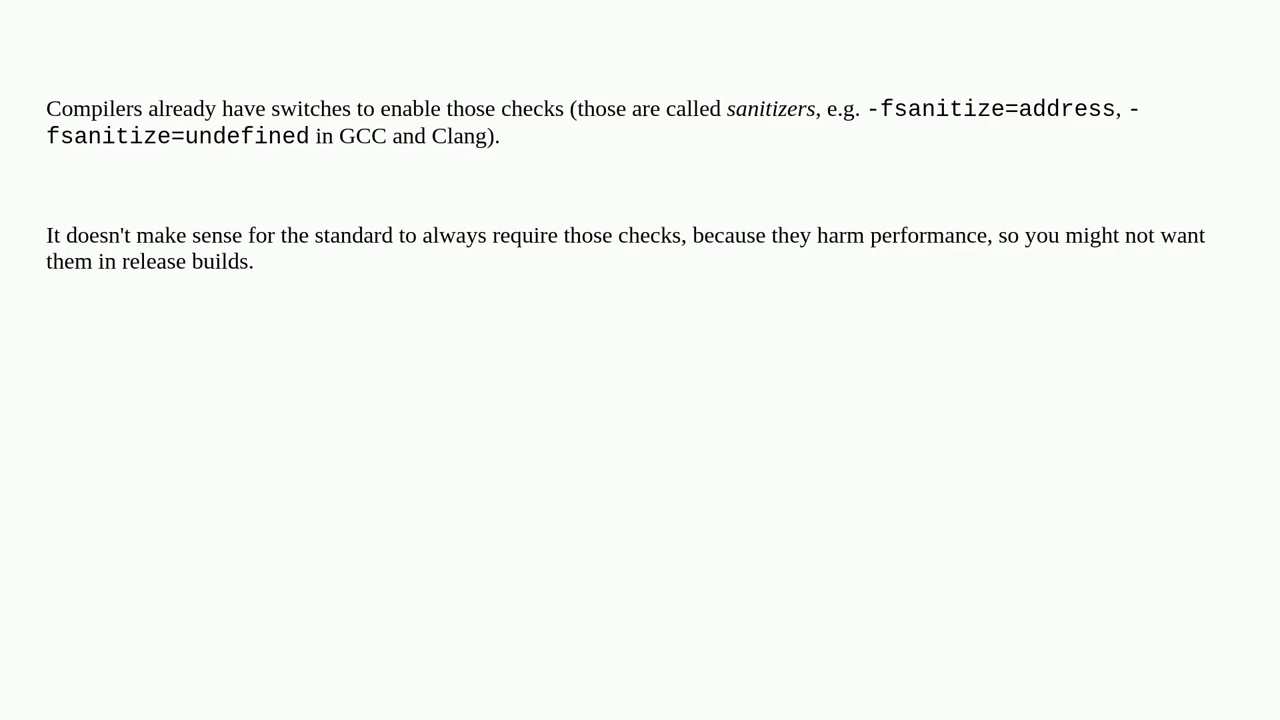 Compilers already have switches to enable those checks (those are called sanitizers, e.g. -fsanitize=address, -
fsanitize=undefined in GCC and Clang).
It doesn't make sense for the standard to always require those checks, because they harm performance, so you might not want
them in release builds.